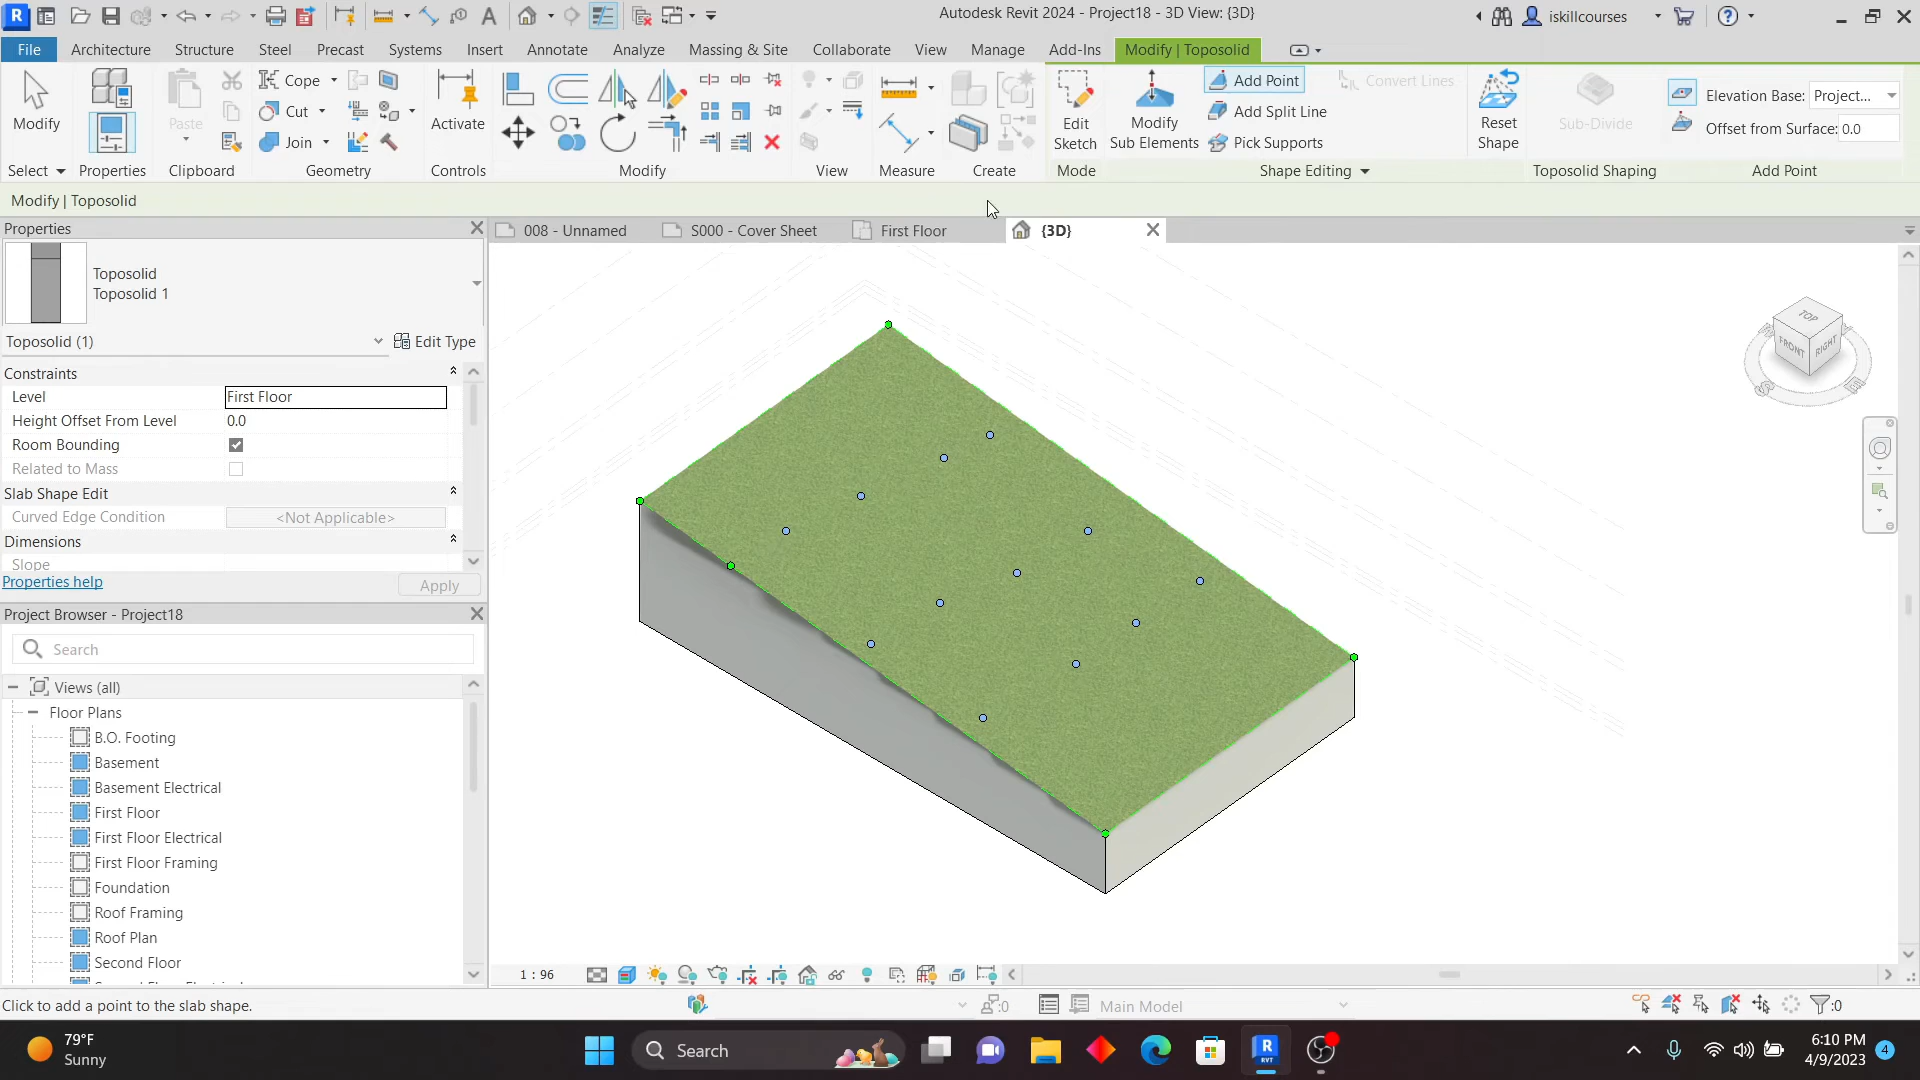 Autodesk Revit 2024 - Project18 - 3D View: {3D}
iskillcourses
File Architecture Structure Steel Precast Systems Insert Annotate Analyze Massing & Site Collaborate View Manage Add-Ins Modify | Toposolid
Modify
Paste
Cope
Cut
Join
Activate
Edit Sketch
Modify Sub Elements
Add Point
Add Split Line
Pick Supports
Convert Lines
Reset Shape
Sub-Divide
Elevation Base: Project...
Offset from Surface: 0.0
Select Properties Clipboard Geometry Controls Modify View Measure Create Mode Shape Editing Toposolid Shaping Add Point
Modify | Toposolid
Properties
008 - Unnamed S000 - Cover Sheet First Floor {3D}
Toposolid
Toposolid 1
Toposolid (1) Edit Type
Constraints
Level First Floor
Height Offset From Level 0.0
Room Bounding
Related to Mass
Slab Shape Edit
Curved Edge Condition <Not Applicable>
Dimensions
Slope
Properties help Apply
TOP
FRONT
RIGHT
S
E
Project Browser - Project18
Search
Views (all)
Floor Plans
B.O. Footing
Basement
Basement Electrical
First Floor
First Floor Electrical
First Floor Framing
Foundation
Roof Framing
Roof Plan
Second Floor
1 : 96
Click to add a point to the slab shape.
:0
Main Model
:0
79°F
Sunny
Search
R
RVT
6:10 PM
4/9/2023
4